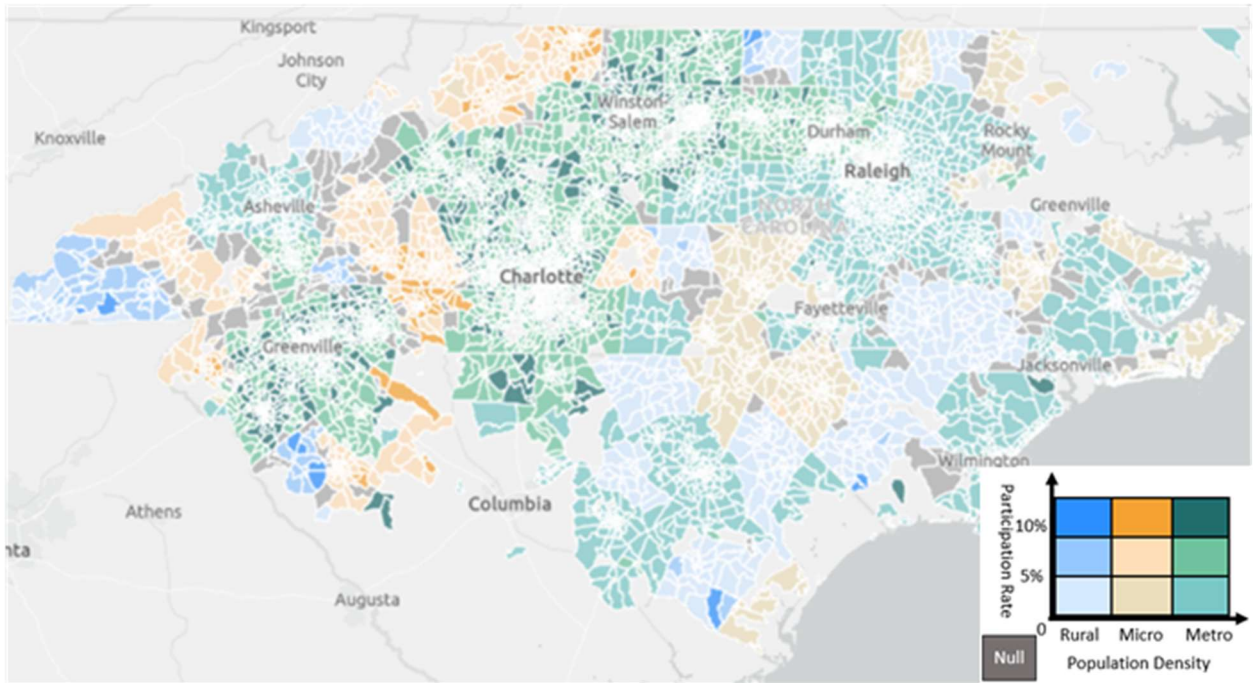 Kingsport
Johnson
City
Knoxville
Winston-
Salem
Durham
Rocky
Mount
Raleigh
Asheville
Greenville
NORTH
CAROLINA
Charlotte
Fayetteville
Greenville
Jacksonville
Wilmington
Columbia
Athens
nta
Augusta
Participation Rate
10%
5%
0
Rural Micro Metro
Population Density
Null